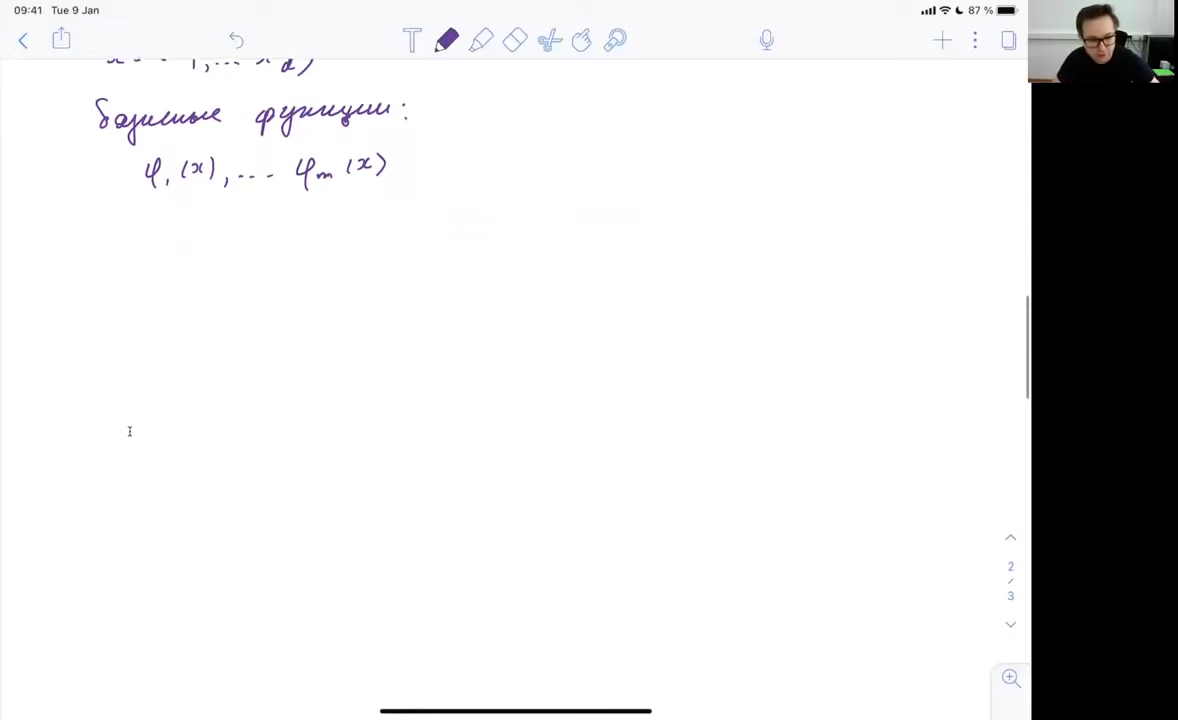 09:41 Tue 9 Jan 87 %
T
базисные функции:
φ₁(x), ... φₘ(x)
2
/
3